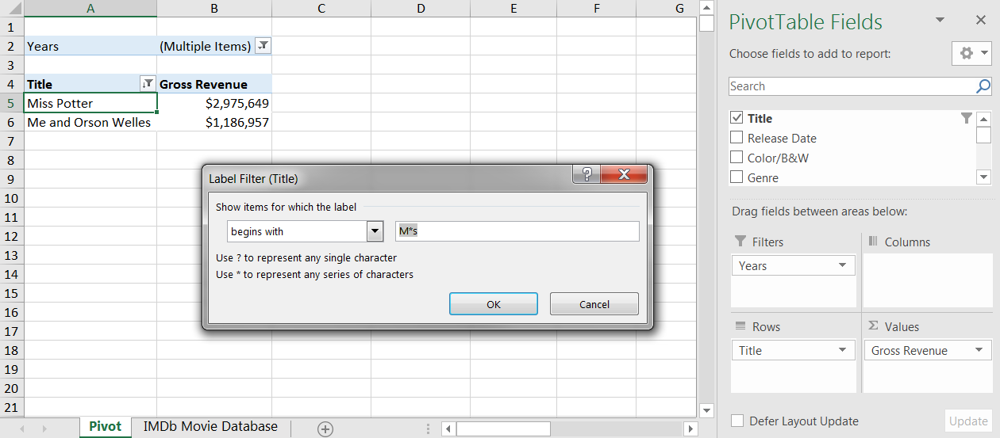 A B C D E F G
1
2 Years (Multiple Items)
3
4 Title Gross Revenue
5 Miss Potter $2,975,649
6 Me and Orson Welles $1,186,957
7
8
9
10
11
12
13
14
15
16
17
18
19
20
21
Label Filter (Title)
?
Show items for which the label
begins with M*s
Use ? to represent any single character
Use * to represent any series of characters
OK Cancel
Pivot IMDb Movie Database
PivotTable Fields
Choose fields to add to report:
Search
Title
Release Date
Color/B&W
Genre
Drag fields between areas below:
Filters Columns
Years
Rows Σ Values
Title Gross Revenue
Defer Layout Update Update